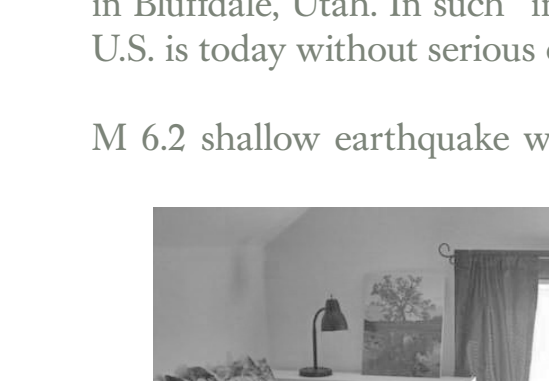 in Bluffdale, Utah. In such
U.S. is today without serious
M 6.2 shallow earthquake